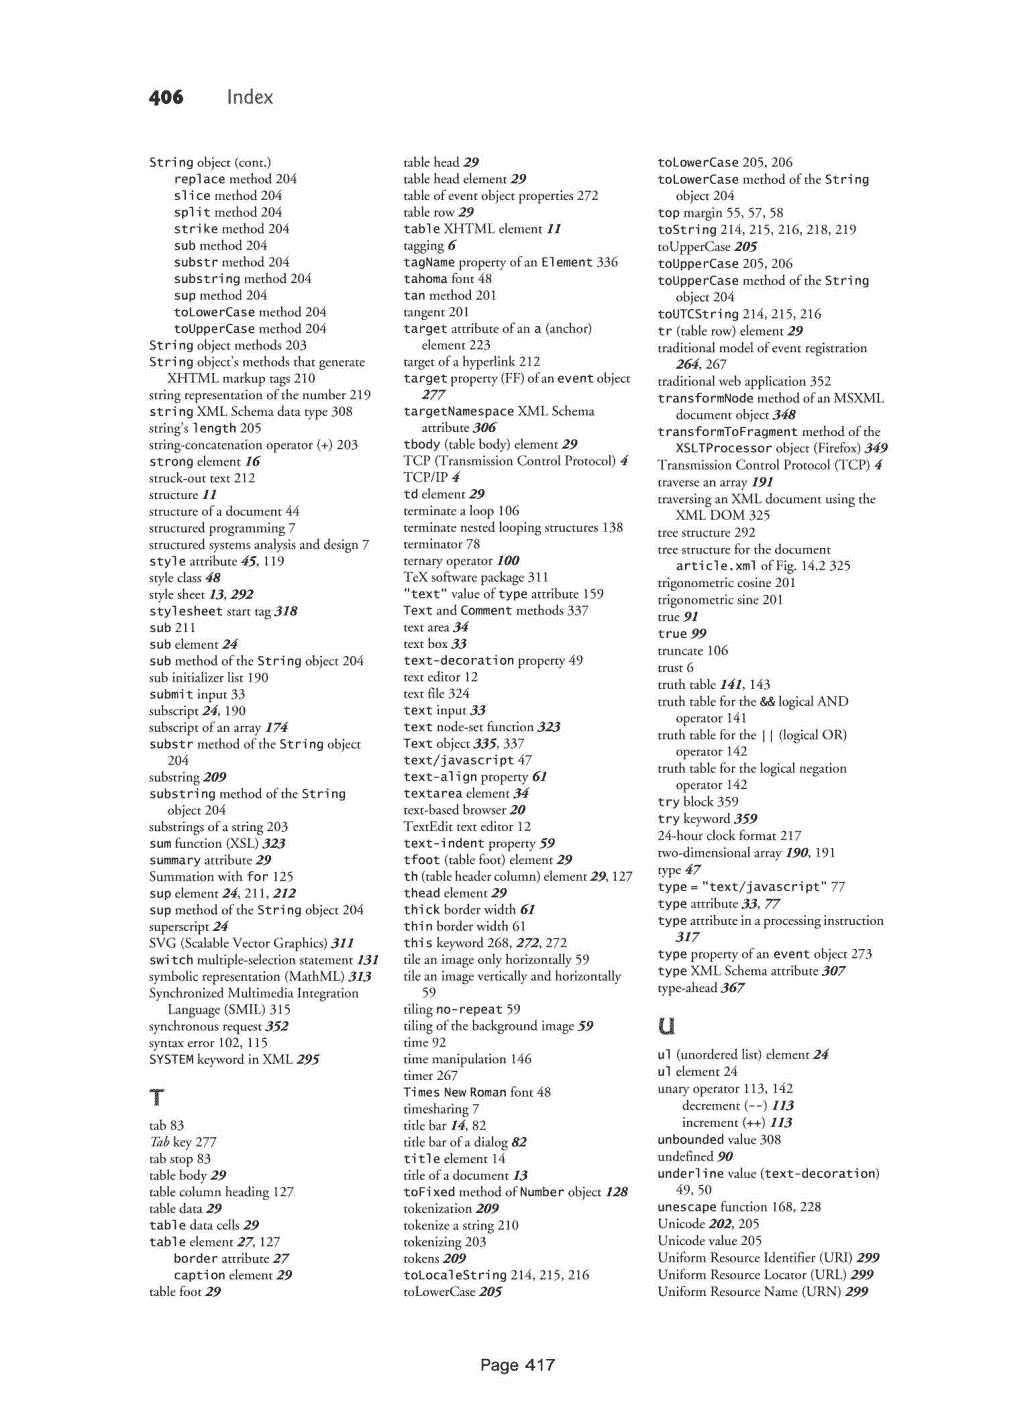 406 Index
String object (cont.)
replace method 204
slice method 204
split method 204
strike method 204
sub method 204
substr method 204
substring method 204
sup method 204
toLowerCase method 204
toUpperCase method 204
String object methods 203
String object's methods that generate
XHTML markup tags 210
string representation of the number 219
string XML Schema data type 308
string's length 205
string-concatenation operator (+) 203
strong element 16
struck-out text 212
structure 11
structure of a document 44
structured programming 7
structured systems analysis and design 7
style attribute 45, 119
style class 48
style sheet 13, 292
stylesheet start tag 318
sub 211
sub element 24
sub method of the String object 204
sub initializer list 190
submit input 33
subscript 24, 190
subscript of an array 174
substr method of the String object
204
substring 209
substring method of the String
object 204
substrings of a string 203
sum function (XSL) 323
summary attribute 29
Summation with for 125
sup element 24, 211, 212
sup method of the String object 204
superscript 24
SVG (Scalable Vector Graphics) 311
switch multiple-selection statement 131
symbolic representation (MathML) 313
Synchronized Multimedia Integration
Language (SMIL) 315
synchronous request 352
syntax error 102, 115
SYSTEM keyword in XML 295
T
tab 83
Tab key 277
tab stop 83
table body 29
table column heading 127
table data 29
table data cells 29
table element 27, 127
border attribute 27
caption element 29
table foot 29
table head 29
table head element 29
table of event object properties 272
table row 29
table XHTML element 11
tagging 6
tagName property of an Element 336
tahoma font 48
tan method 201
tangent 201
target attribute of an a (anchor)
element 223
target of a hyperlink 212
target property (FF) of an event object
277
targetNamespace XML Schema
attribute 306
tbody (table body) element 29
TCP (Transmission Control Protocol) 4
TCP/IP 4
td element 29
terminate a loop 106
terminate nested looping structures 138
terminator 78
ternary operator 100
TeX software package 311
"text" value of type attribute 159
Text and Comment methods 337
text area 34
text box 33
text-decoration property 49
text editor 12
text file 324
text input 33
text node-set function 323
Text object 335, 337
text/javascript 47
text-align property 61
textarea element 34
text-based browser 20
TextEdit text editor 12
text-indent property 59
tfoot (table foot) element 29
th (table header column) element 29, 127
thead element 29
thick border width 61
thin border width 61
this keyword 268, 272, 272
tile an image only horizontally 59
tile an image vertically and horizontally
59
tiling no-repeat 59
tiling of the background image 59
time 92
time manipulation 146
timer 267
Times New Roman font 48
timesharing 7
title bar 14, 82
title bar of a dialog 82
title element 14
title of a document 13
toFixed method of Number object 128
tokenization 209
tokenize a string 210
tokenizing 203
tokens 209
toLocaleString 214, 215, 216
toLowerCase 205
toLowerCase 205, 206
toLowerCase method of the String
object 204
top margin 55, 57, 58
toString 214, 215, 216, 218, 219
toUpperCase 205
toUpperCase 205, 206
toUpperCase method of the String
object 204
toUTCString 214, 215, 216
tr (table row) element 29
traditional model of event registration
264, 267
traditional web application 352
transformNode method of an MSXML
document object 348
transformToFragment method of the
XSLTProcessor object (Firefox) 349
Transmission Control Protocol (TCP) 4
traverse an array 191
traversing an XML document using the
XML DOM 325
tree structure 292
tree structure for the document
article.xml of Fig. 14.2 325
trigonometric cosine 201
trigonometric sine 201
true 91
true 99
truncate 106
trust 6
truth table 141, 143
truth table for the && logical AND
operator 141
truth table for the || (logical OR)
operator 142
truth table for the logical negation
operator 142
try block 359
try keyword 359
24-hour clock format 217
two-dimensional array 190, 191
type 47
type = "text/javascript" 77
type attribute 33, 77
type attribute in a processing instruction
317
type property of an event object 273
type XML Schema attribute 307
type-ahead 367
U
ul (unordered list) element 24
ul element 24
unary operator 113, 142
decrement (--) 113
increment (++) 113
unbounded value 308
undefined 90
underline value (text-decoration)
49, 50
unescape function 168, 228
Unicode 202, 205
Unicode value 205
Uniform Resource Identifier (URI) 299
Uniform Resource Locator (URL) 299
Uniform Resource Name (URN) 299
Page 417